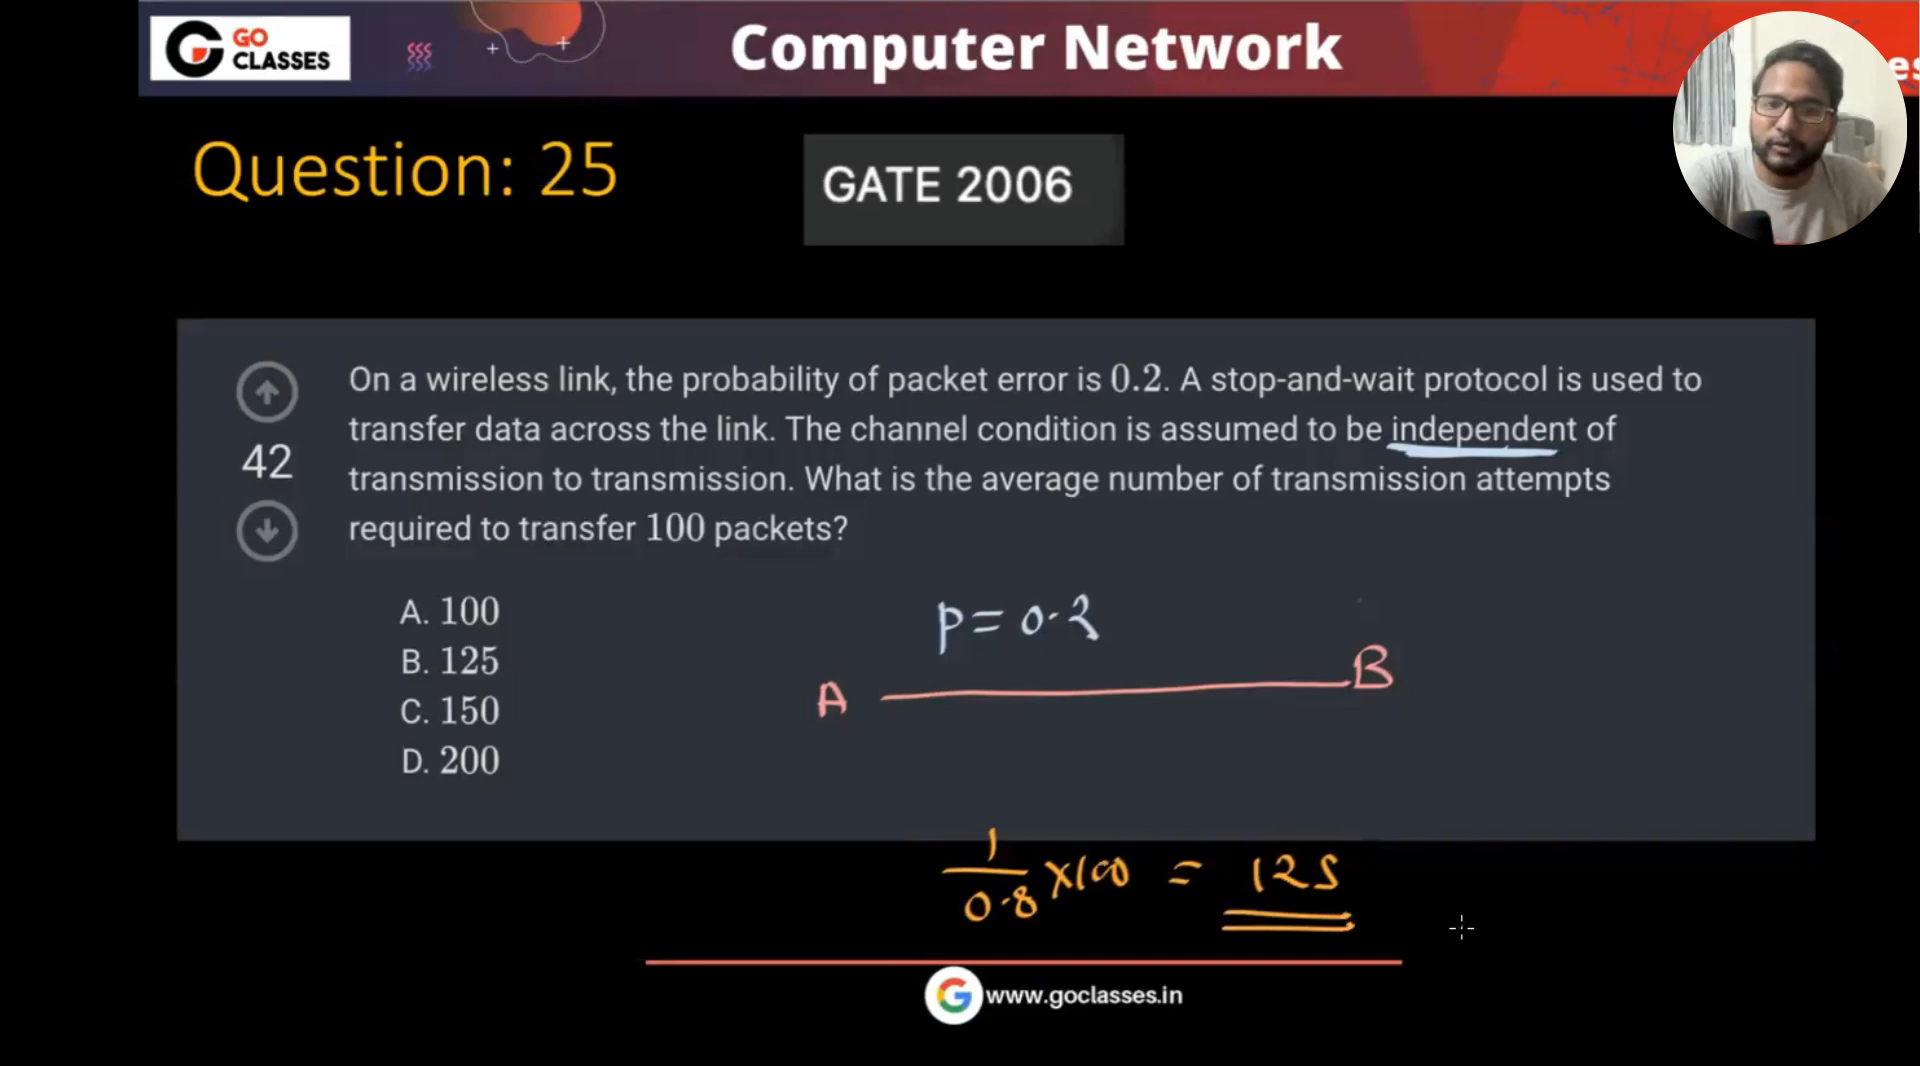 GO
CLASSES
Computer Network
es
Question: 25
GATE 2006
On a wireless link, the probability of packet error is 0.2. A stop-and-wait protocol is used to
transfer data across the link. The channel condition is assumed to be independent of
42
transmission to transmission. What is the average number of transmission attempts
required to transfer 100 packets?
A. 100
B. 125
C. 150
D. 200
p = 0.2
A
B
1
0.8
×100 = 125
www.goclasses.in